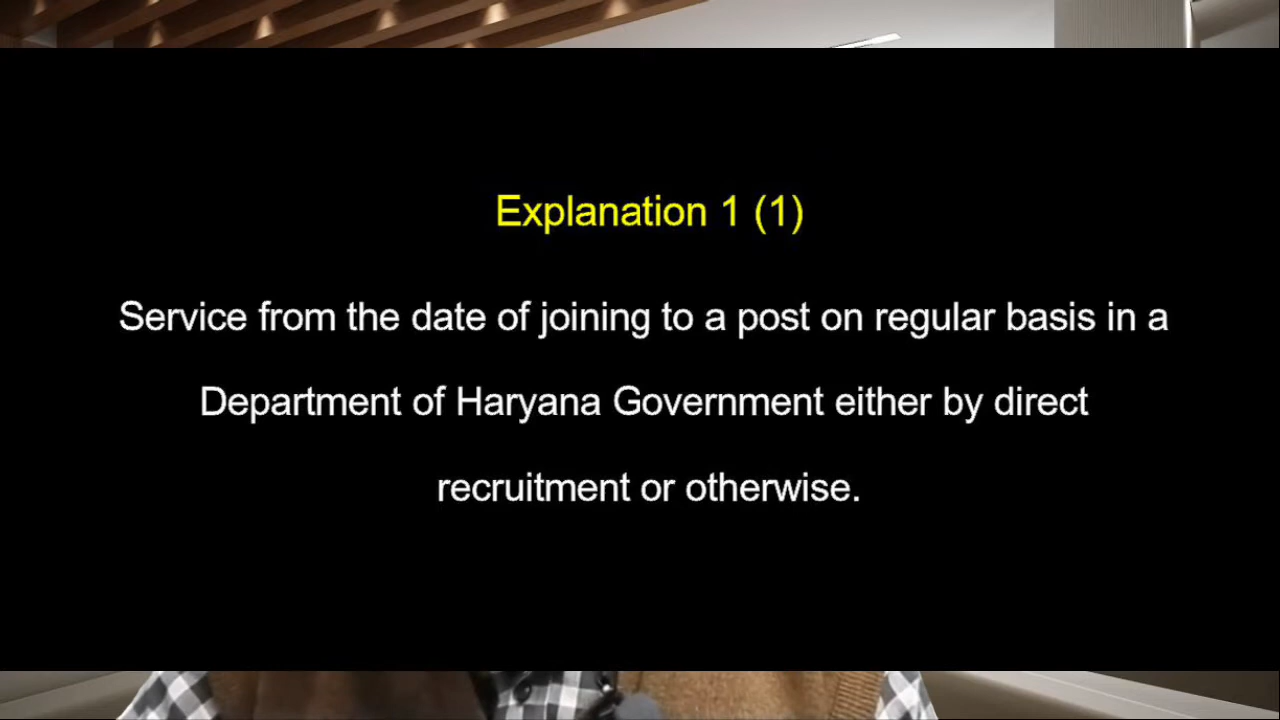 Explanation 1 (1)
Service from the date of joining to a post on regular basis in a
Department of Haryana Government either by direct
recruitment or otherwise.